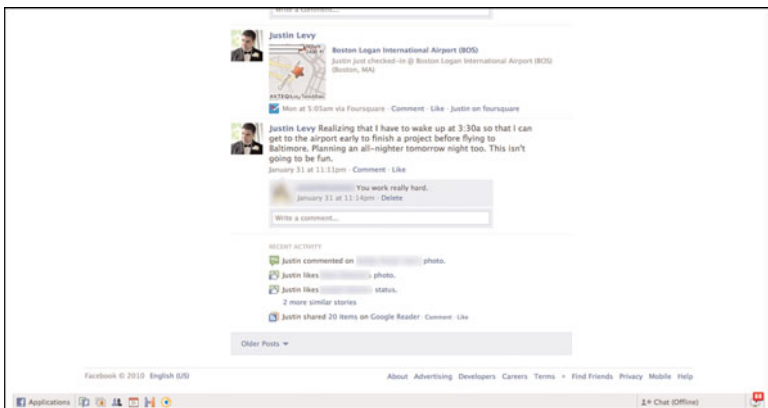 Write a comment...
Justin Levy
Boston Logan International Airport (BOS)
Justin just checked-in @ Boston Logan International Airport (BOS)
(Boston, MA)
Mon at 5:05am via Foursquare · Comment · Like · Justin on foursquare
Justin Levy Realizing that I have to wake up at 3:30a so that I can
get to the airport early to finish a project before flying to
Baltimore. Planning an all-nighter tomorrow night too. This isn't
going to be fun.
January 31 at 11:11pm · Comment · Like
You work really hard.
January 31 at 11:14pm · Delete
Write a comment...
RECENT ACTIVITY
Justin commented on photo.
Justin likes photo.
Justin likes status.
2 more similar stories
Justin shared 20 items on Google Reader · Comment · Like
Older Posts
Facebook © 2010 English (US)
About Advertising Developers Careers Terms • Find Friends Privacy Mobile Help
Applications
Chat (Offline)